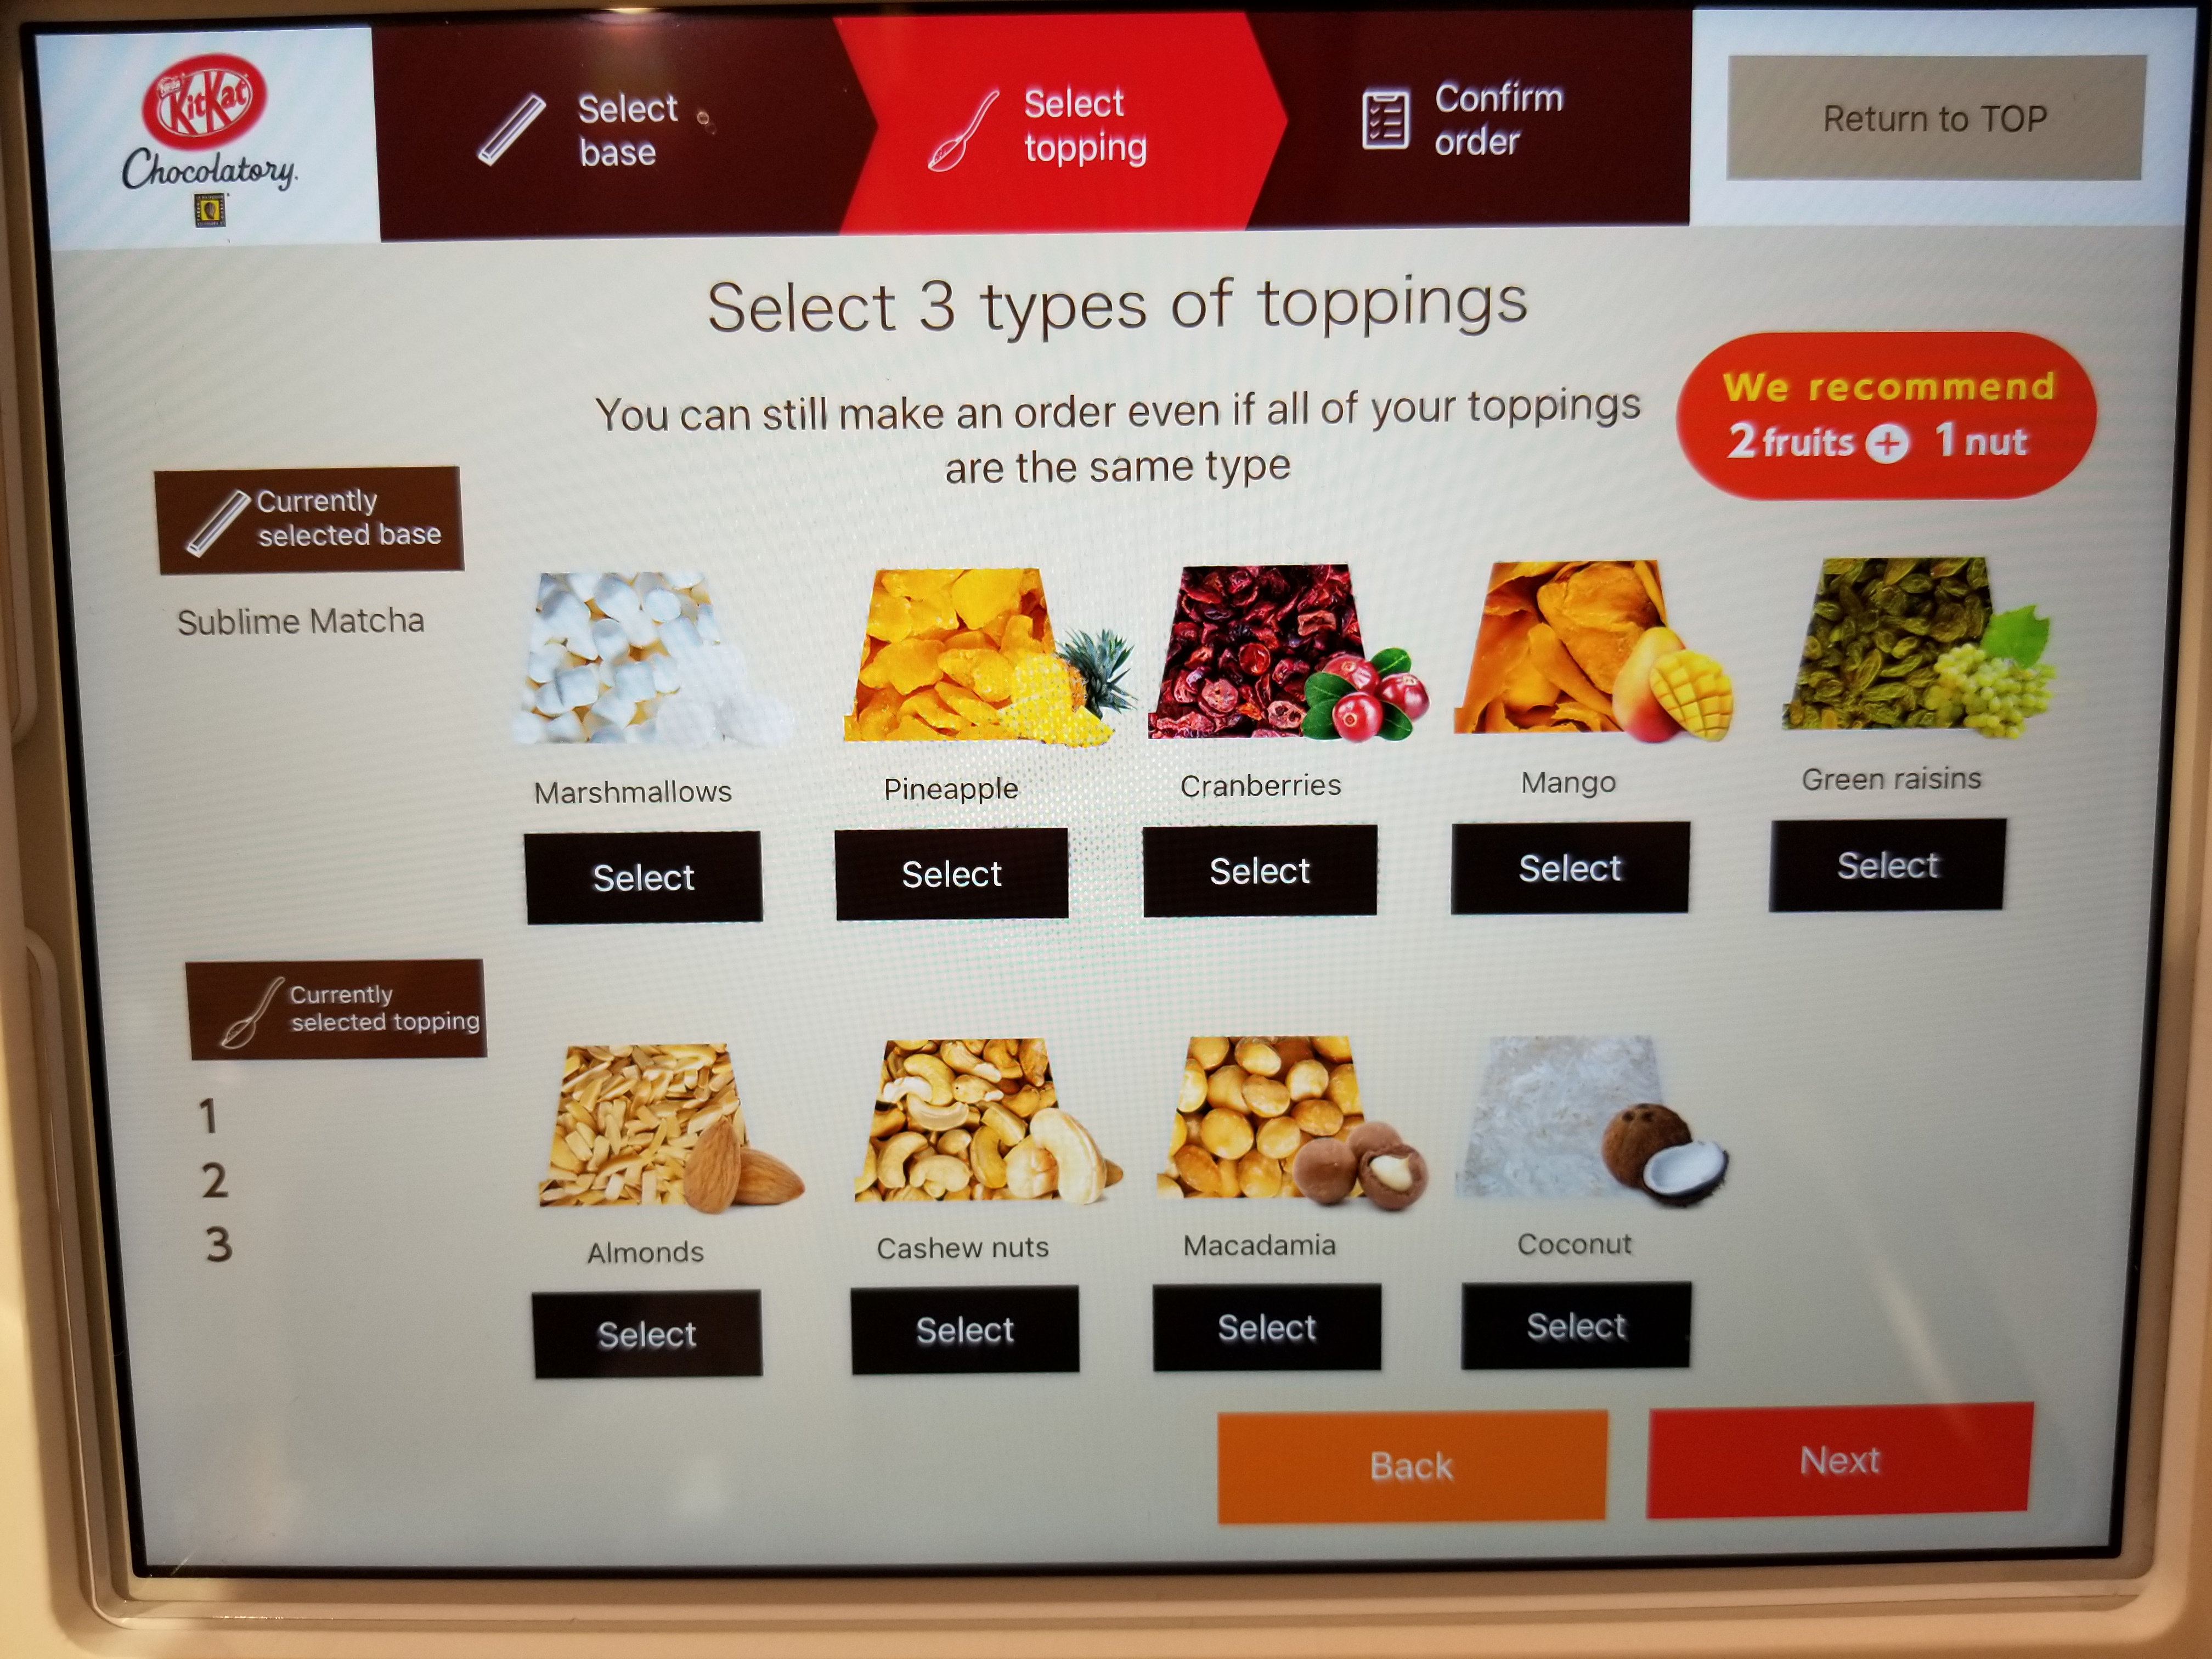 KitKat
Chocolatory.
Select
base
Select
topping
Confirm
order
Return to TOP
Select 3 types of toppings
You can still make an order even if all of your toppings
are the same type
We recommend
2 fruits + 1 nut
Currently
selected base
Sublime Matcha
Marshmallows
Pineapple
Cranberries
Mango
Green raisins
Select
Select
Select
Select
Select
Currently
selected topping
1
2
3
Almonds
Cashew nuts
Macadamia
Coconut
Select
Select
Select
Select
Back
Next